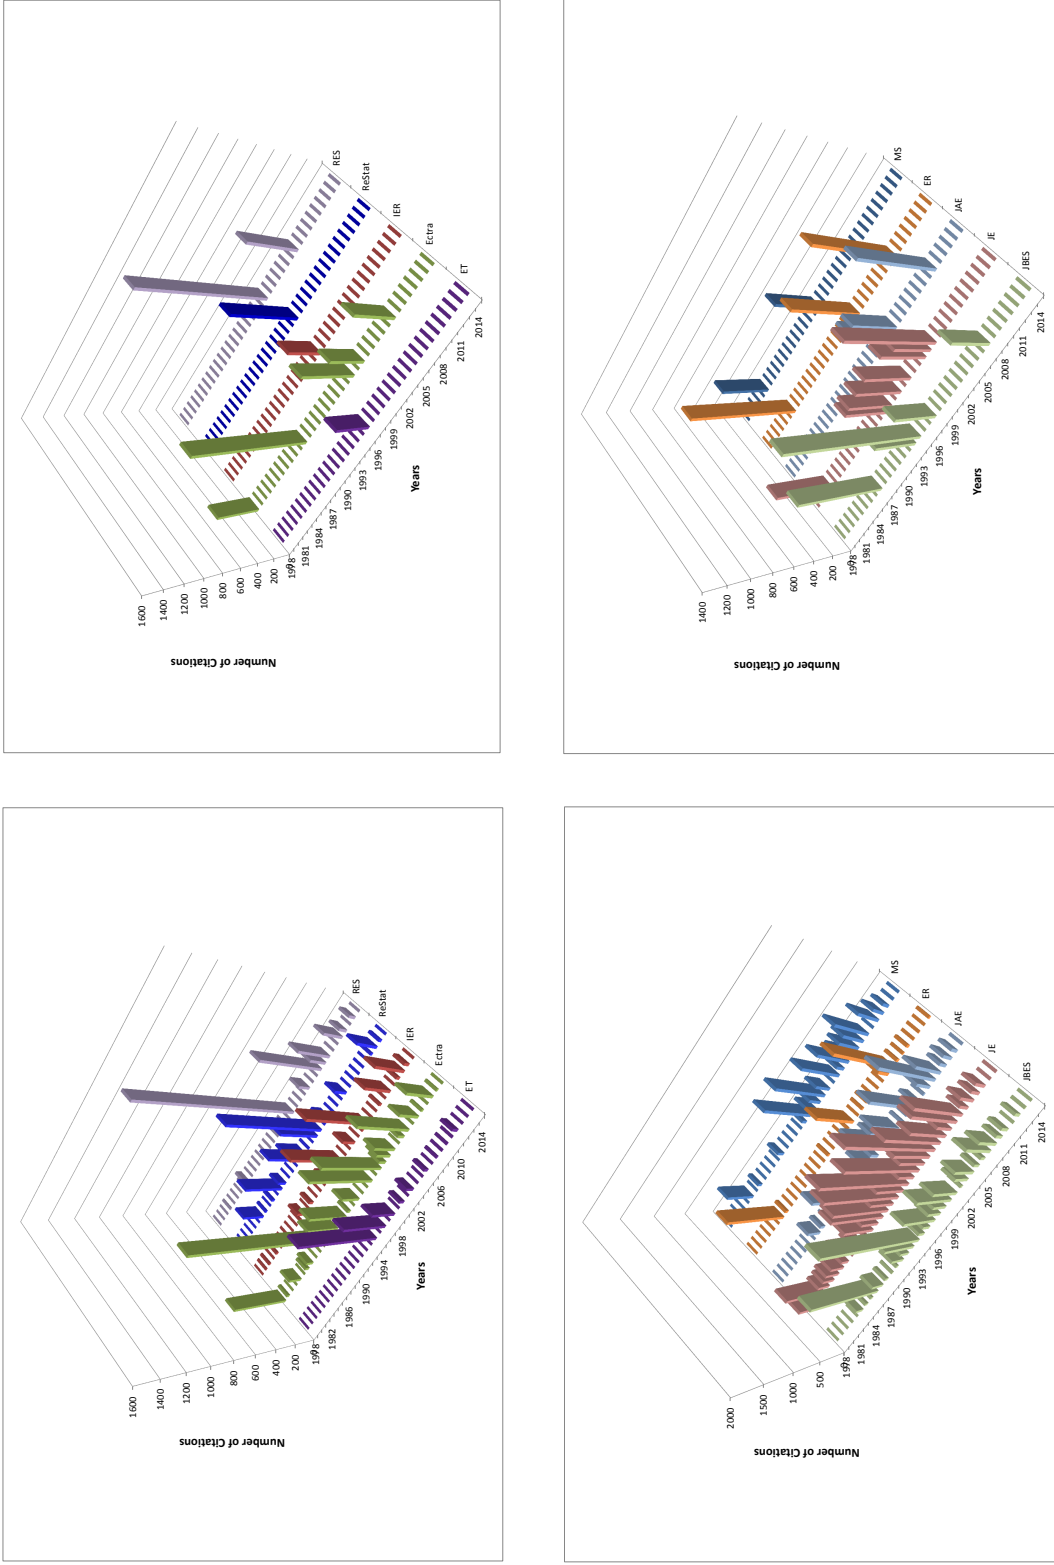 1600
1400
1200
1000
800
600
400
200
0
1978
1981
1984
1987
1990
1993
1996
1999
2002
2005
2008
2011
2014
Number of Citations
Years
RES
ReStat
IER
Ectra
ET
1400
1200
1000
800
600
400
200
0
1978
1981
1984
1987
1990
1993
1996
1999
2002
2005
2008
2011
2014
Number of Citations
Years
MS
ER
JAE
JE
JBES
1600
1400
1200
1000
800
600
400
200
0
1978
1982
1986
1990
1994
1998
2002
2006
2010
2014
Number of Citations
Years
RES
ReStat
IER
Ectra
ET
2000
1500
1000
500
0
1978
1981
1984
1987
1990
1993
1996
1999
2002
2005
2008
2011
2014
Number of Citations
Years
MS
ER
JAE
JE
JBES